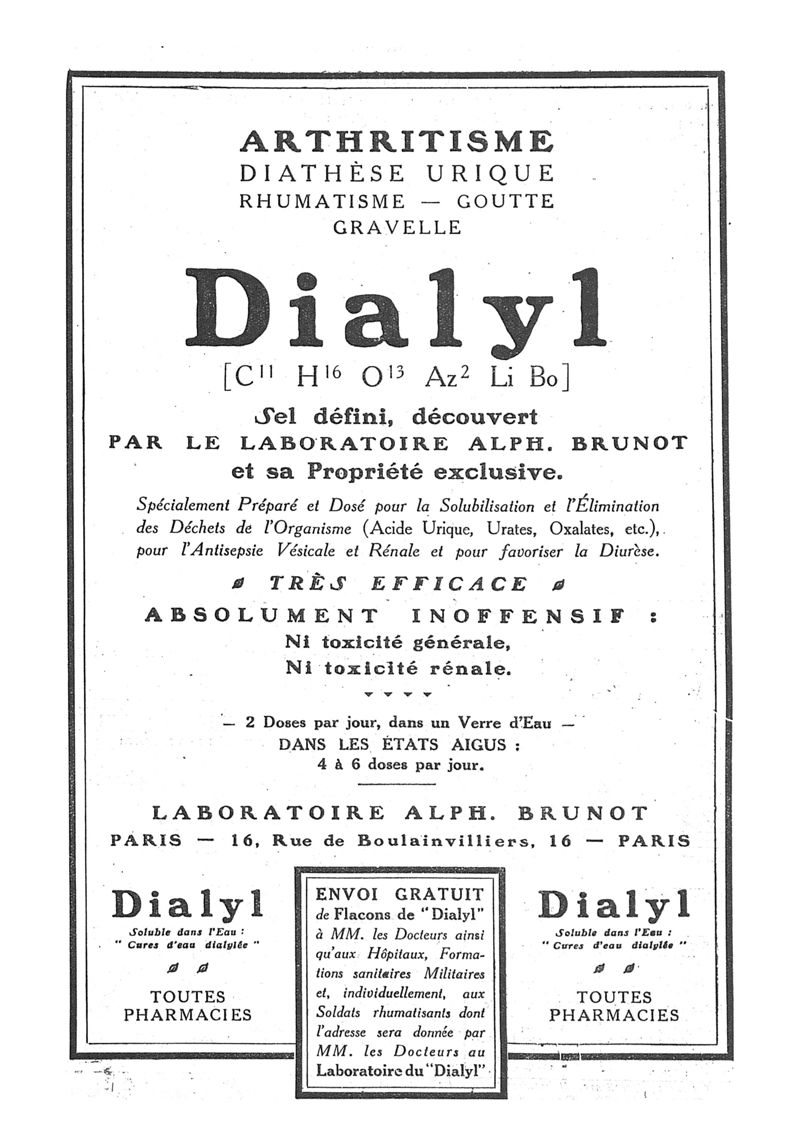 ARTHRITISME
DIATHÈSE URIQUE
RHUMATISME — GOUTTE
GRAVELLE
Dialyl
[C¹¹ H¹⁶ O¹³ Az² Li Bo]
Sel défini, découvert
PAR LE LABORATOIRE ALPH. BRUNOT
et sa Propriété exclusive.
Spécialement Préparé et Dosé pour la Solubilisation et l'Élimination
des Déchets de l'Organisme (Acide Urique, Urates, Oxalates, etc.),
pour l'Antisepsie Vésicale et Rénale et pour favoriser la Diurèse.
TRÈS EFFICACE
ABSOLUMENT INOFFENSIF :
Ni toxicité générale,
Ni toxicité rénale.
— 2 Doses par jour, dans un Verre d'Eau —
DANS LES ÉTATS AIGUS :
4 à 6 doses par jour.
LABORATOIRE ALPH. BRUNOT
PARIS — 16, Rue de Boulainvilliers, 16 — PARIS
Dialyl
Soluble dans l'Eau :
" Cures d'eau dialylée "
TOUTES
PHARMACIES
ENVOI GRATUIT
de Flacons de "Dialyl"
à MM. les Docteurs ainsi
qu'aux Hôpitaux, Forma-
tions sanitaires Militaires
et, individuellement, aux
Soldats rhumatisants dont
l'adresse sera donnée par
MM. les Docteurs au
Laboratoire du "Dialyl"
Dialyl
Soluble dans l'Eau :
" Cures d'eau dialylée "
TOUTES
PHARMACIES